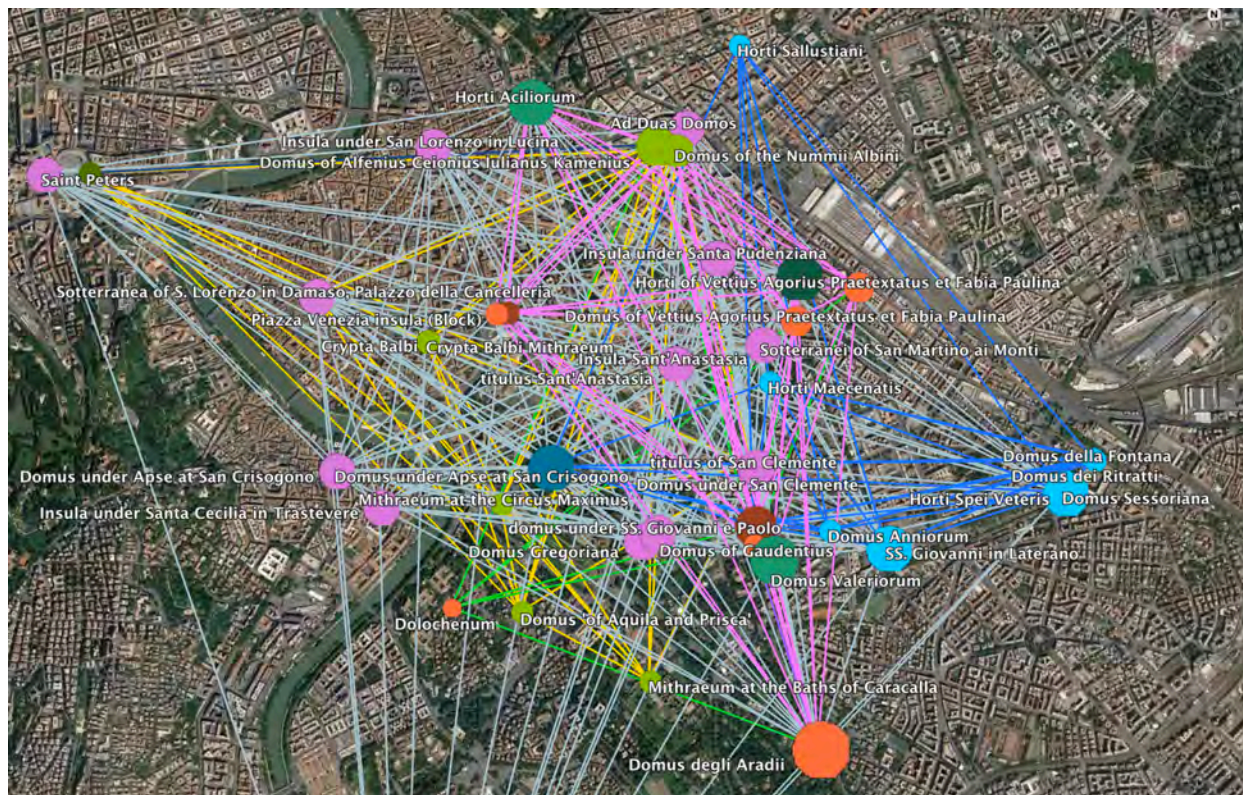 N
Horti Sallustiani
Horti Aciliorum
Ad Duas Domos
Insula under San Lorenzo in Lucina
Domus of Alfenius Ceionius Iulianus Kamenius
Domus of the Nummii Albini
Saint Peters
Insula under Santa Pudenziana
Horti of Vettius Agorius Praetextatus et Fabia Paulina
Sotterranea of S. Lorenzo in Damaso, Palazzo della Cancelleria
Piazza Venezia insula (Block)
Domus of Vettius Agorius Praetextatus et Fabia Paulina
Crypta Balbi
Crypta Balbi Mithraeum
Insula Sant'Anastasia
Sotterranei of San Martino ai Monti
titulus Sant'Anastasia
Horti Maecenatis
Domus della Fontana
titulus of San Clemente
Domus under Apse at San Crisogono
Domus under Apse at San Crisogono
Domus dei Ritratti
Domus under San Clemente
Mithraeum at the Circus Maximus
Horti Spei Veteris
Domus Sessoriana
Insula under Santa Cecilia in Trastevere
domus under SS. Giovanni e Paolo
Domus Anniorum
Domus Gregoriana
Domus of Gaudentius
SS. Giovanni in Laterano
Domus Valeriorum
Dolochenum
Domus of Aquila and Prisca'
Mithraeum at the Baths of Caracalla
Domus degli Aradii